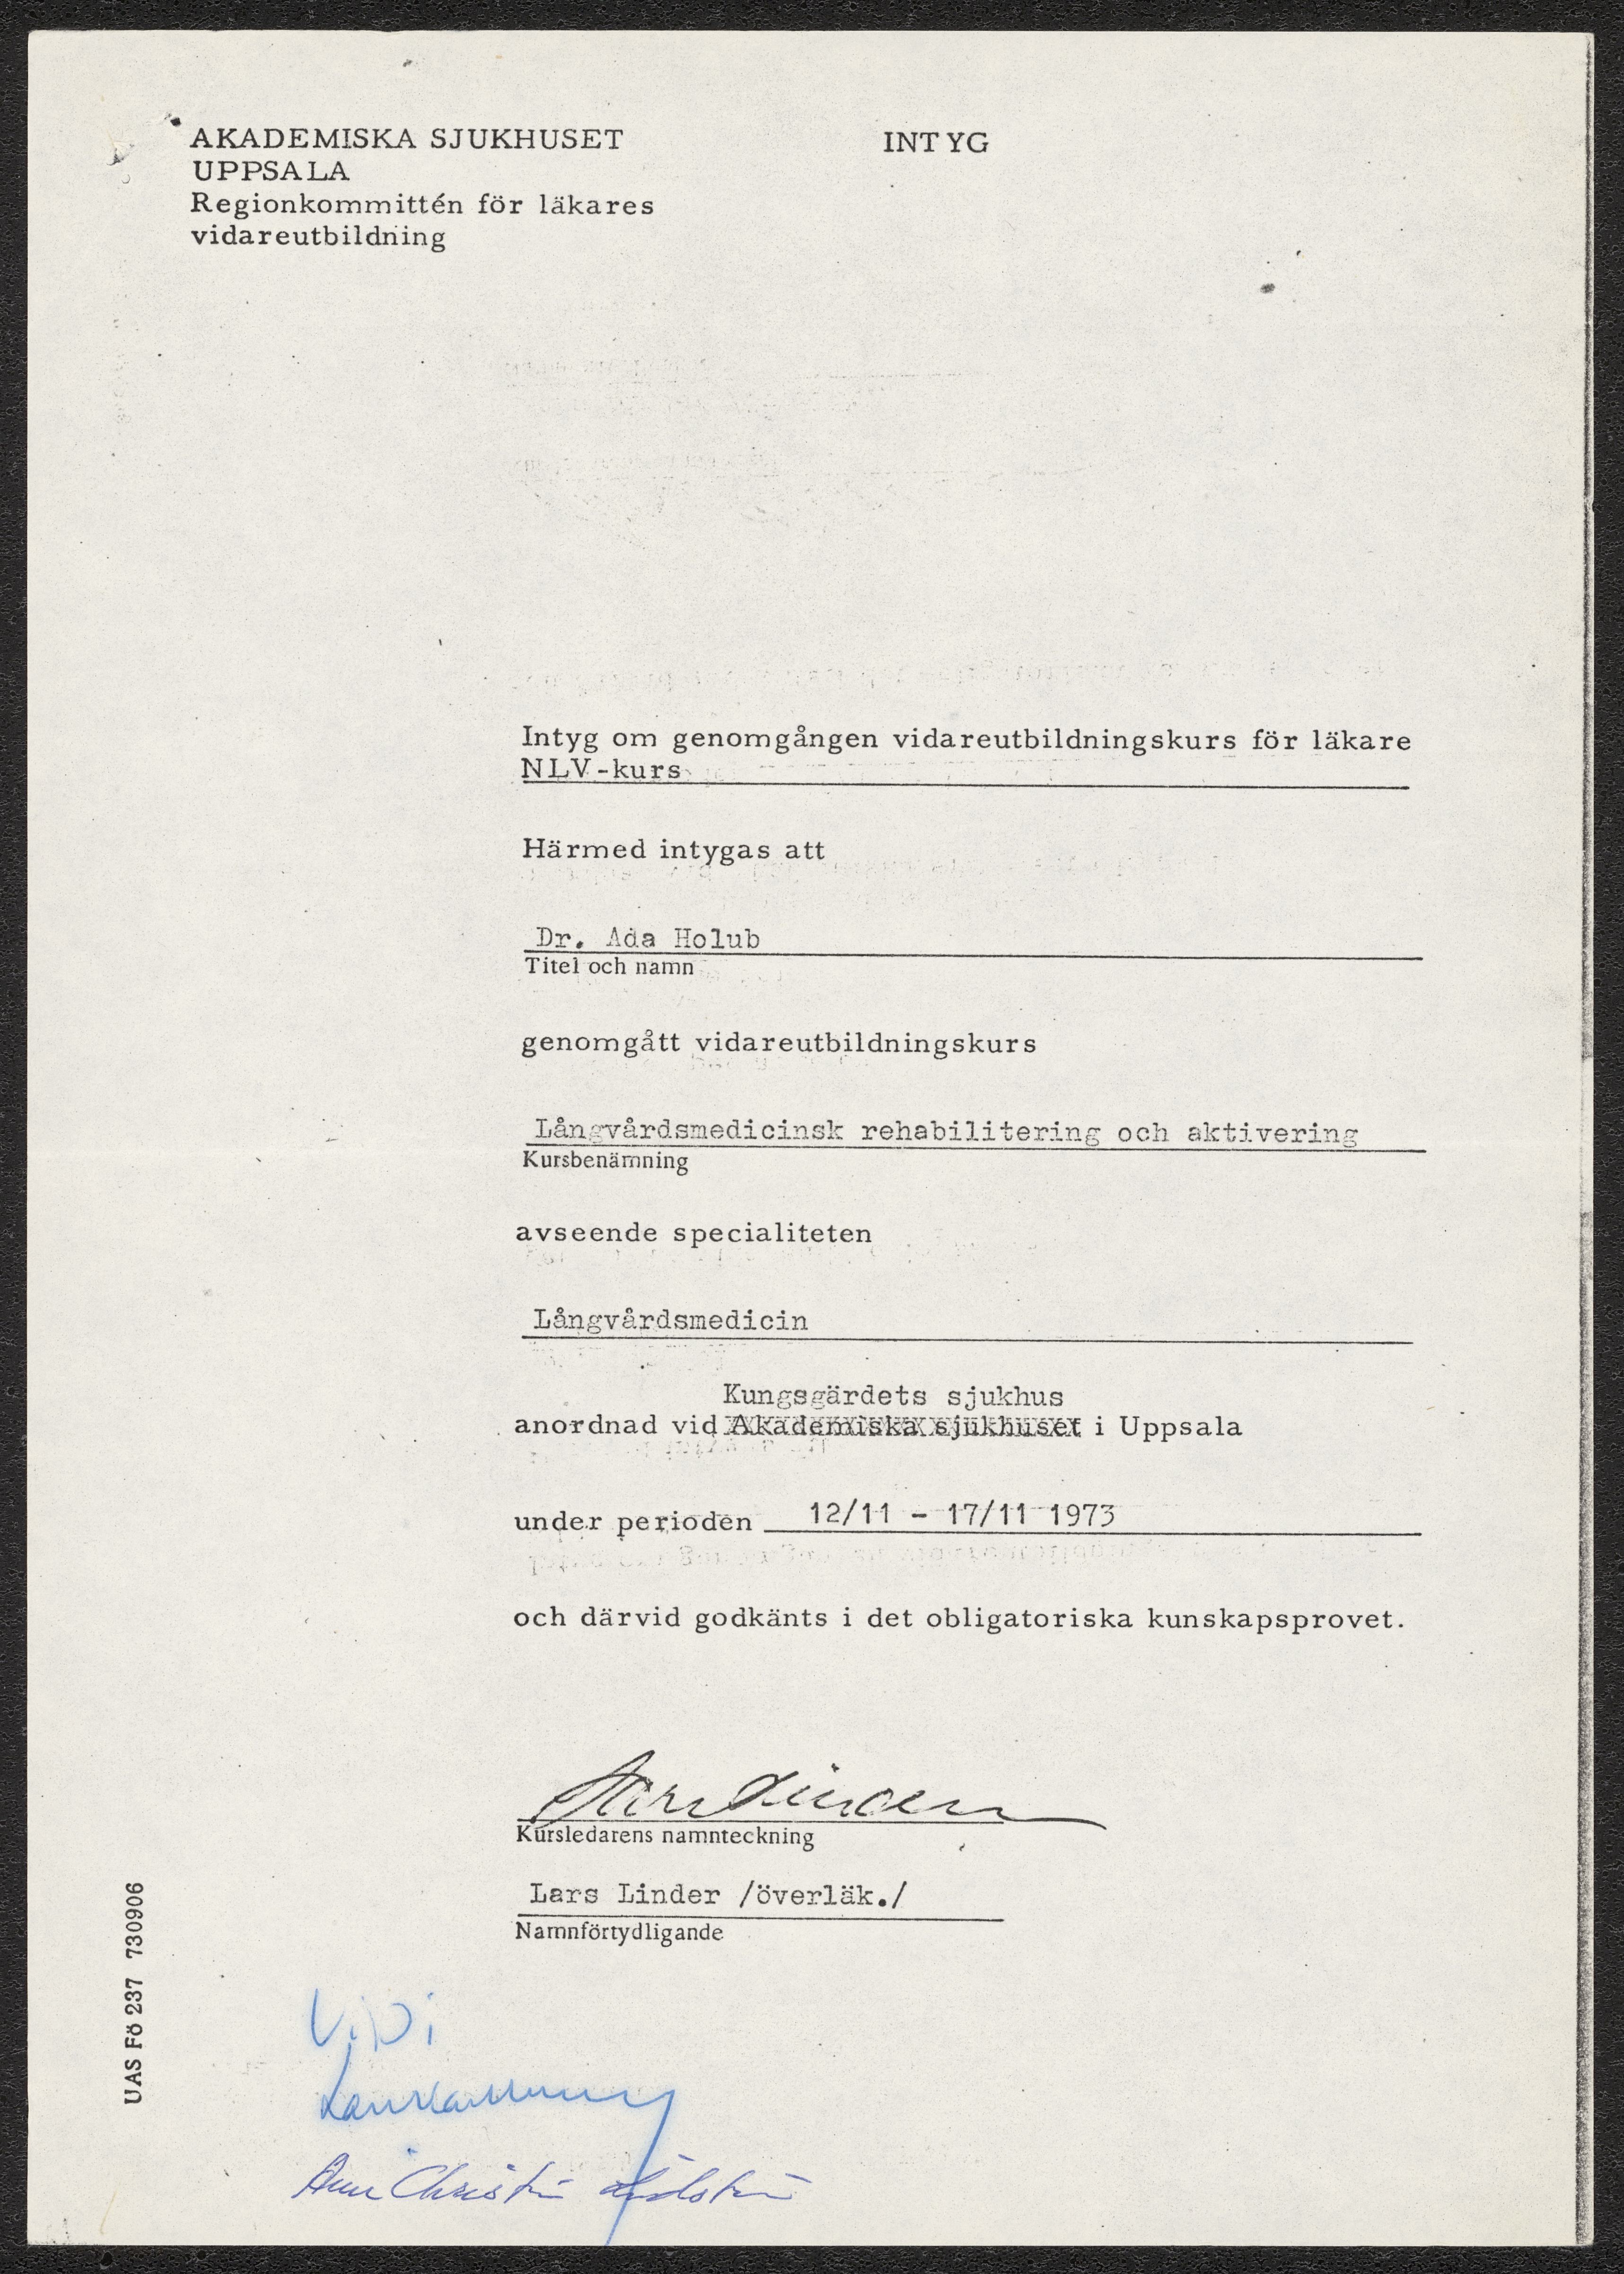 AKADEMISKA SJUKHUSET
INTYG
UPPSALA
Regionkommittén för läkares
vidareutbildning
Intyg om genomgången vidareutbildningskurs för läkare
NLV-kurs
Härmed intygas att
Dr. Ada Holub
Titel och namn
genomgått vidareutbildningskurs
Långvårdsmedicinsk rehabilitering och aktivering
Kursbenämning
avseende specialiteten
Långvårdsmedicin
Kungsgärdets sjukhus
anordnad vid Akademiska sjukhuset i Uppsala
under perioden 12/11 - 17/11 1973
och därvid godkänts i det obligatoriska kunskapsprovet.
Kursledarens namnteckning
Lars Linder /överläk./
Namnförtydligande
UAS Fö 237 730906
Ann Christin